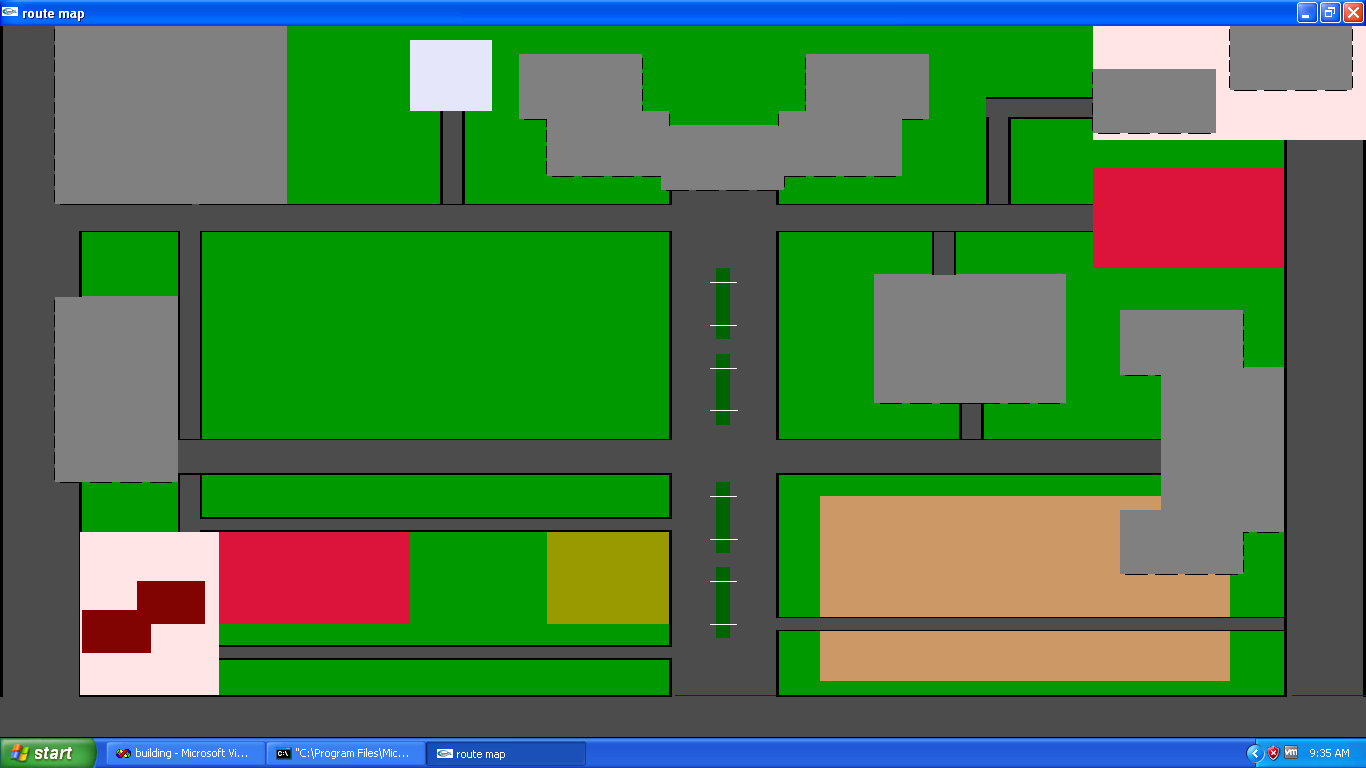 route map
start
building - Microsoft Vi...
"C:\Program Files\Mic...
route map
9:35 AM